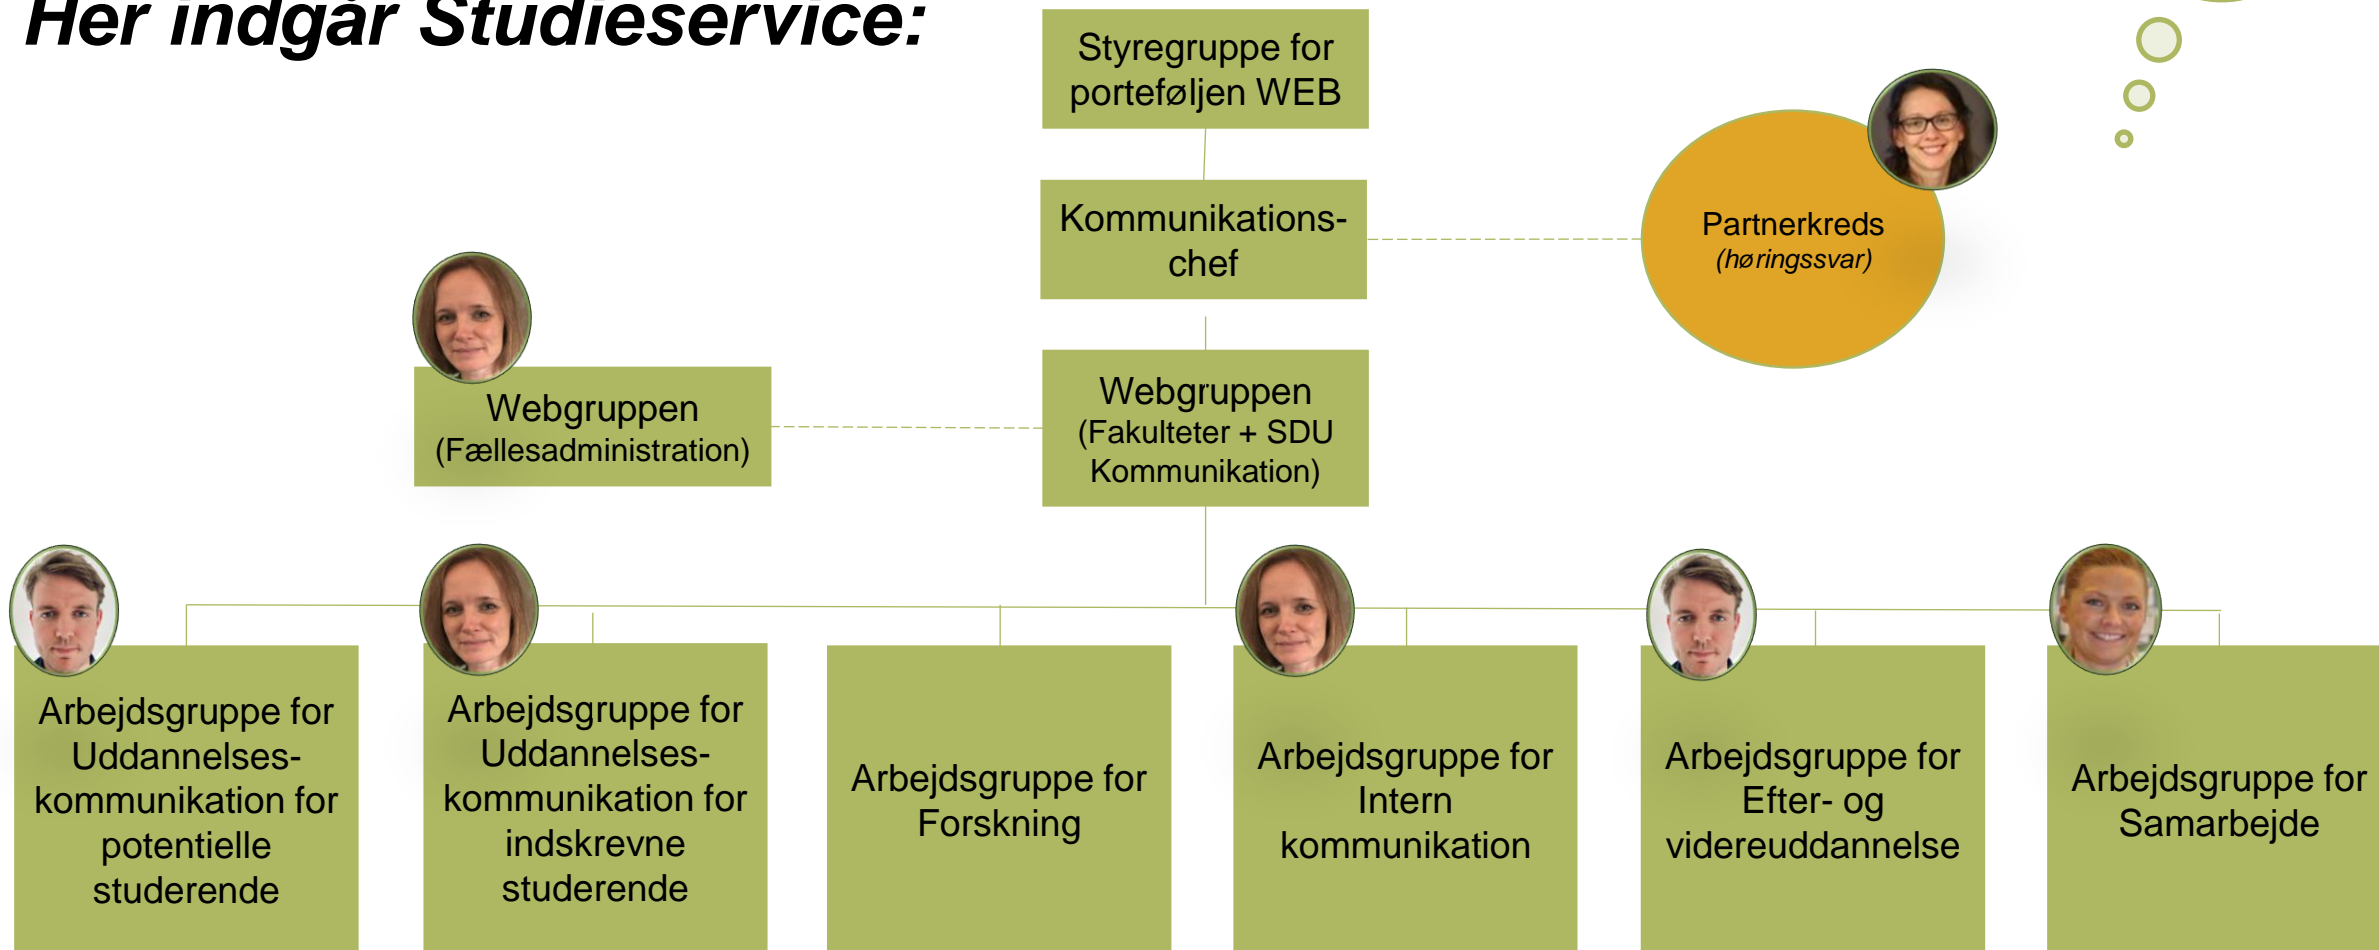 Her indgår Studieservice:
Styregruppe for
porteføljen WEB
Kommunikations-
chef
Partnerkreds
(høringssvar)
Webgruppen
(Fællesadministration)
Webgruppen
(Fakulteter + SDU
Kommunikation)
Arbejdsgruppe for
Uddannelses-
kommunikation for
potentielle
studerende
Arbejdsgruppe for
Uddannelses-
kommunikation for
indskrevne
studerende
Arbejdsgruppe for
Forskning
Arbejdsgruppe for
Intern
kommunikation
Arbejdsgruppe for
Efter- og
videreuddannelse
Arbejdsgruppe for
Samarbejde